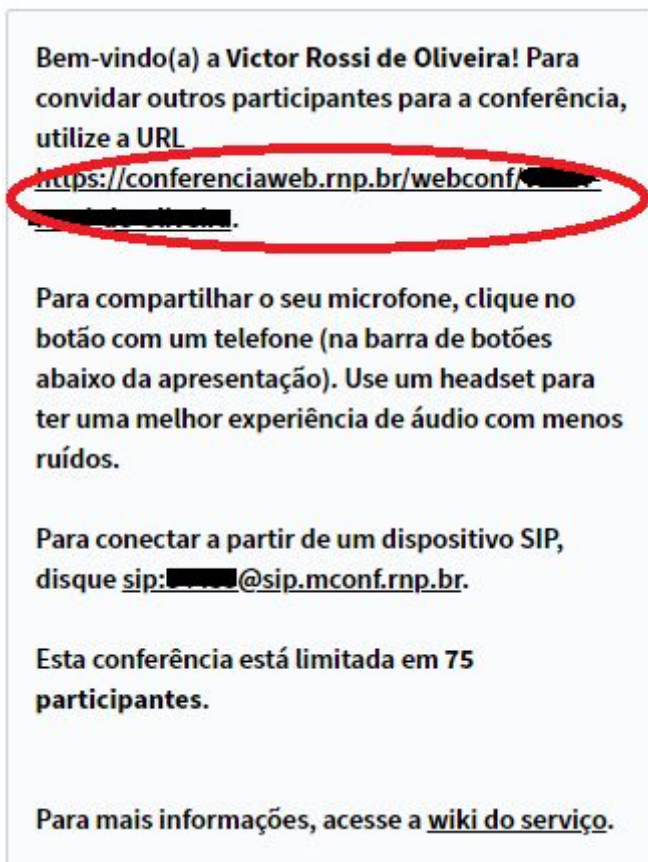 Bem-vindo(a) a Victor Rossi de Oliveira! Para
convidar outros participantes para a conferência,
utilize a URL
https://conferenciaweb.rnp.br/webconf/
.
Para compartilhar o seu microfone, clique no
botão com um telefone (na barra de botões
abaixo da apresentação). Use um headset para
ter uma melhor experiência de áudio com menos
ruídos.
Para conectar a partir de um dispositivo SIP,
disque sip: @sip.mconf.rnp.br.
Esta conferência está limitada em 75
participantes.
Para mais informações, acesse a wiki do serviço.